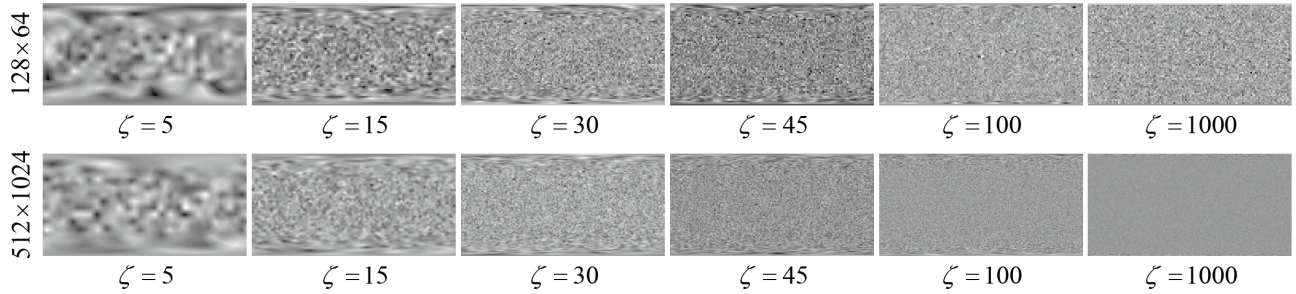 128×64
ζ = 5
ζ = 15
ζ = 30
ζ = 45
ζ = 100
ζ = 1000
512×1024
ζ = 5
ζ = 15
ζ = 30
ζ = 45
ζ = 100
ζ = 1000